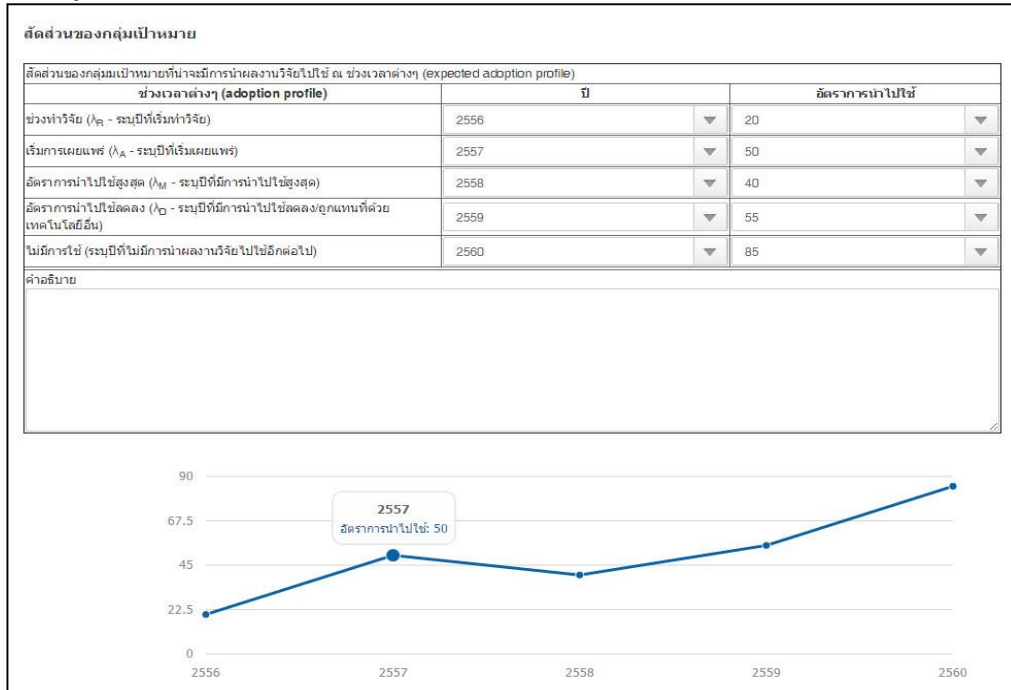 สัดส่วนของกลุ่มเป้าหมาย
สัดส่วนของกลุ่มมเป้าหมายที่น่าจะมีการนำผลงานวิจัยไปใช้ ณ ช่วงเวลาต่างๆ (expected adoption profile)
ช่วงเวลาต่างๆ (adoption profile) ปี อัตราการนำไปใช้
ช่วงทำวิจัย (λR - ระบุปีที่เริ่มทำวิจัย) 2556 20
เริ่มการเผยแพร่ (λA - ระบุปีที่เริ่มเผยแพร่) 2557 50
อัตราการนำไปใช้สูงสุด (λM - ระบุปีที่มีการนำไปใช้สูงสุด) 2558 40
อัตราการนำไปใช้ลดลง (λD - ระบุปีที่มีการนำไปใช้ลดลง/ถูกแทนที่ด้วย
เทคโนโลยีอื่น) 2559 55
ไม่มีการใช้ (ระบุปีที่ไม่มีการนำผลงานวิจัยไปใช้อีกต่อไป) 2560 85
คำอธิบาย
90
2557
67.5
อัตราการนำไปใช้: 50
45
22.5
0
2556 2557 2558 2559 2560